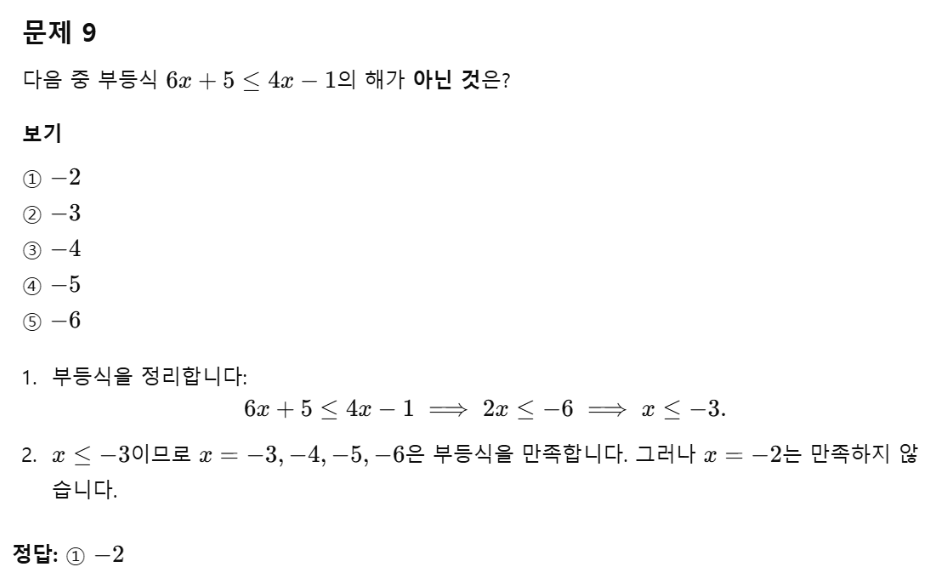 문제 9
다음 중 부등식 6x + 5 ≤ 4x − 1의 해가 아닌 것은?
보기
① −2
② −3
③ −4
④ −5
⑤ −6
1. 부등식을 정리합니다:
6x + 5 ≤ 4x − 1 ⟹ 2x ≤ −6 ⟹ x ≤ −3.
2. x ≤ −3이므로 x = −3, −4, −5, −6은 부등식을 만족합니다. 그러나 x = −2는 만족하지 않
습니다.
정답: ① −2